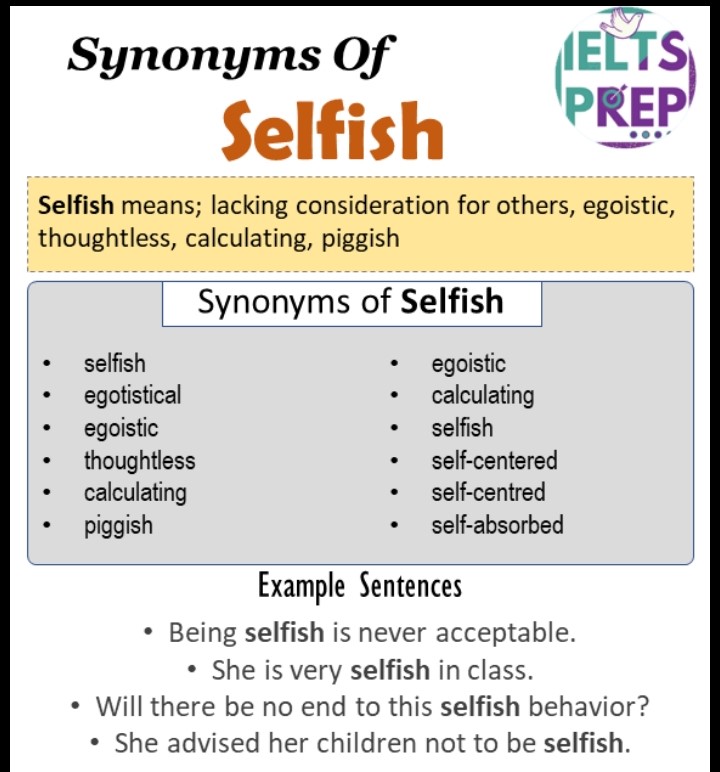 Synonyms Of
Selfish
IELTS
PREP
Selfish means; lacking consideration for others, egoistic,
thoughtless, calculating, piggish
Synonyms of Selfish
• selfish
• egotistical
• egoistic
• thoughtless
• calculating
• piggish
• egoistic
• calculating
• selfish
• self-centered
• self-centred
• self-absorbed
Example Sentences
• Being selfish is never acceptable.
• She is very selfish in class.
• Will there be no end to this selfish behavior?
• She advised her children not to be selfish.